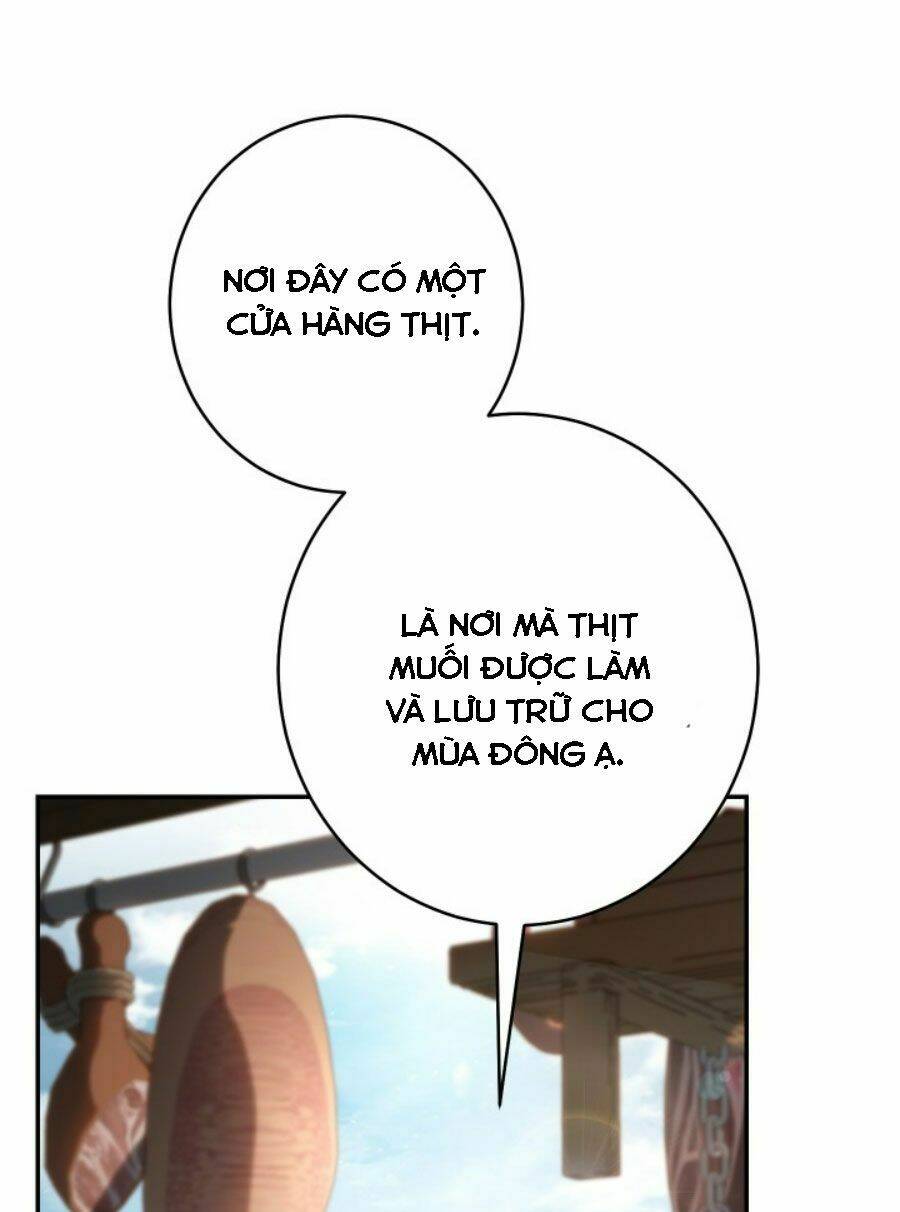 NƠI ĐÂY CÓ MỘT
CỬA HÀNG THỊT.
LÀ NƠI MÀ THỊT
MUỐI ĐƯỢC LÀM
VÀ LƯU TRỮ CHO
MÙA ĐÔNG Ạ.